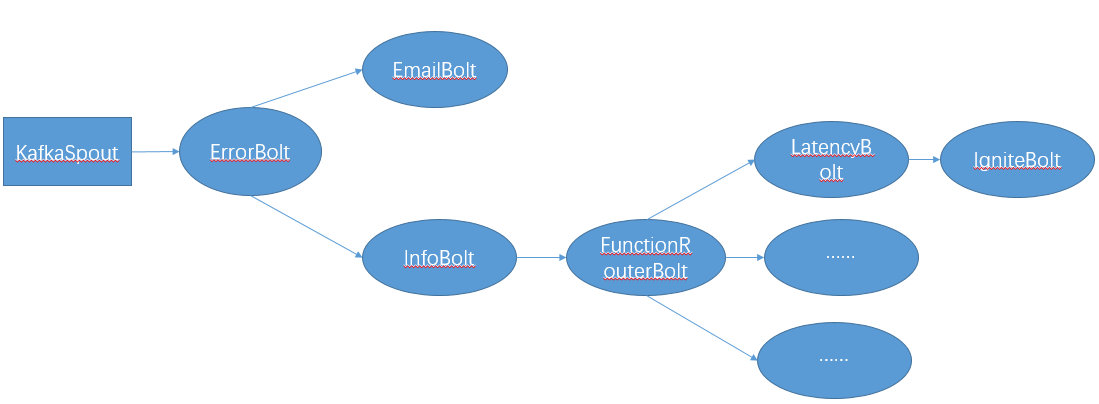 EmailBolt
KafkaSpout
ErrorBolt
LatencyB
olt
IgniteBolt
InfoBolt
FunctionR
outerBolt
······
······